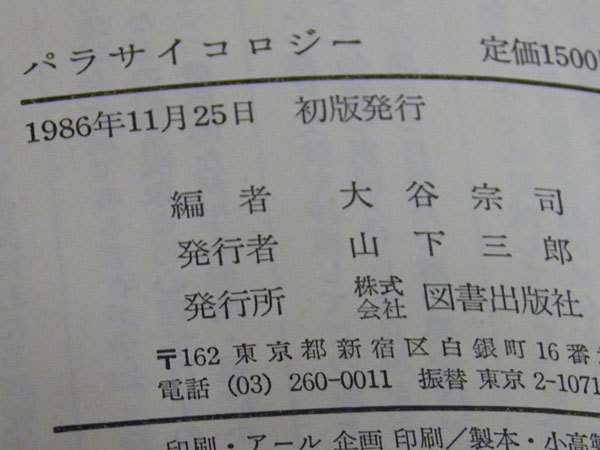 パラサイコロジー 定価1500
1986年11月25日 初版発行
編者 大谷宗司
発行者 山下三郎
発行所 株式会社 図書出版社
〒162 東京都新宿区白銀町16番
電話 (03) 260-0011 振替 東京2-1071
印刷・アール企画印刷/製本・小高製